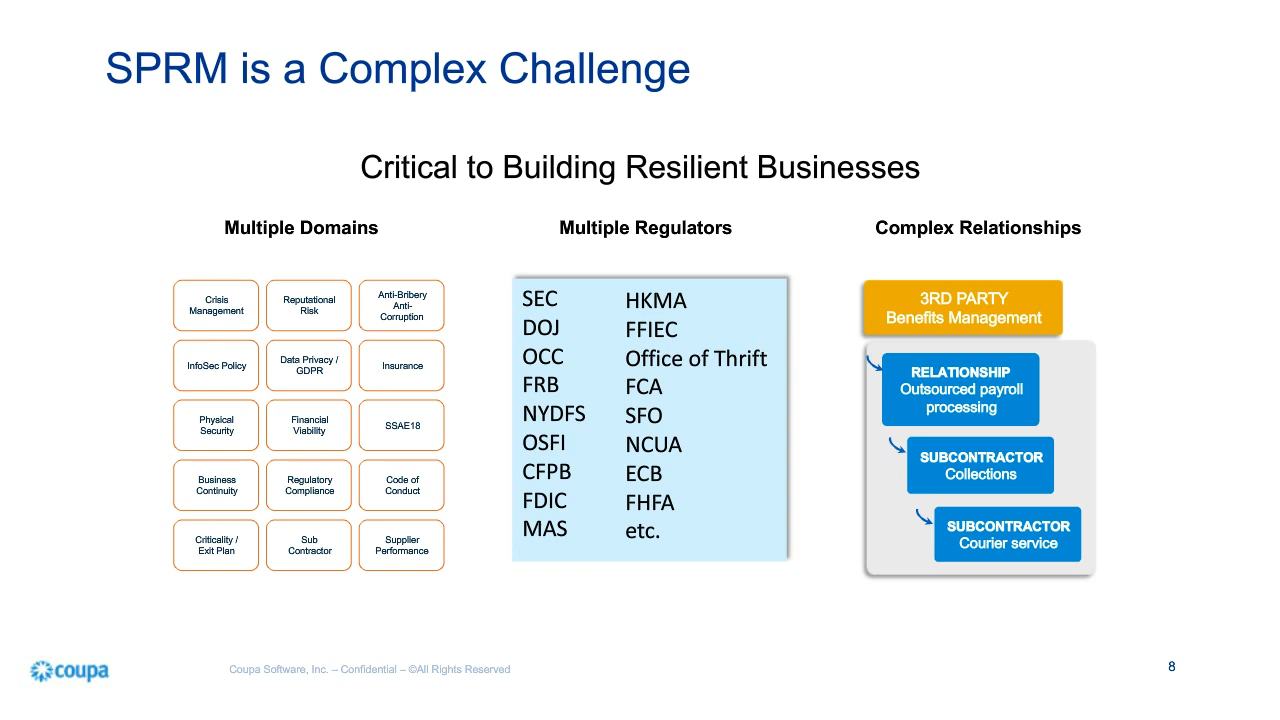 SPRM is a Complex Challenge
Critical to Building Resilient Businesses
Multiple Domains
Crisis
Management
Reputational
Risk
Anti-Bribery
Anti-
Corruption
InfoSec Policy
Data Privacy /
GDPR
Insurance
Physical
Security
Financial
Viability
SSAE18
Business
Continuity
Regulatory
Compliance
Code of
Conduct
Criticality /
Exit Plan
Sub
Contractor
Supplier
Performance
Multiple Regulators
SEC
DOJ
OCC
FRB
NYDFS
OSFI
CFPB
FDIC
MAS
HKMA
FFIEC
Office of Thrift
FCA
SFO
NCUA
ECB
FHFA
etc.
Complex Relationships
3RD PARTY
Benefits Management
RELATIONSHIP
Outsourced payroll
processing
SUBCONTRACTOR
Collections
SUBCONTRACTOR
Courier service
coupa
Coupa Software, Inc. – Confidential – ©All Rights Reserved
8